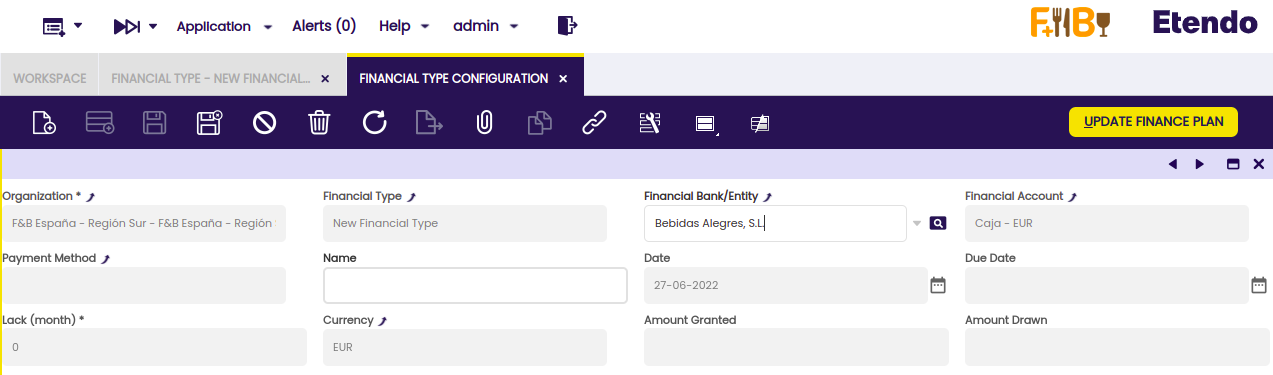 Application Alerts (0) Help admin F+B Etendo
WORKSPACE FINANCIAL TYPE - NEW FINANCIAL... × FINANCIAL TYPE CONFIGURATION ×
UPDATE FINANCE PLAN
Organization * Financial Type Financial Bank/Entity Financial Account
F&B España - Región Sur - F&B España - Región New Financial Type Bebidas Alegres, S.L. Caja - EUR
Payment Method Name Date Due Date
27-06-2022
Lack (month) * Currency Amount Granted Amount Drawn
0 EUR